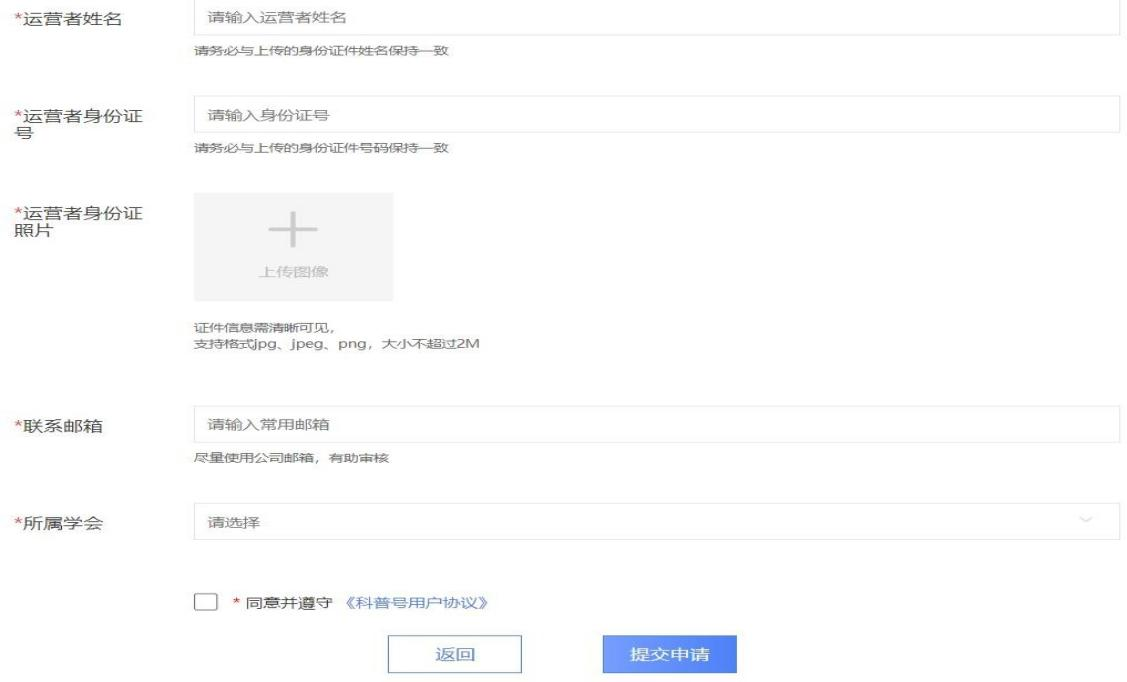 *运营者姓名 请输入运营者姓名
请务必与上传的身份证件姓名保持一致
*运营者身份证
号
请输入身份证号
请务必与上传的身份证件号码保持一致
*运营者身份证
照片
上传图像
证件信息需清晰可见，
支持格式jpg、jpeg、png，大小不超过2M
*联系邮箱 请输入常用邮箱
尽量使用公司邮箱，有助审核
*所属学会 请选择
* 同意并遵守 《科普号用户协议》
返回 提交申请